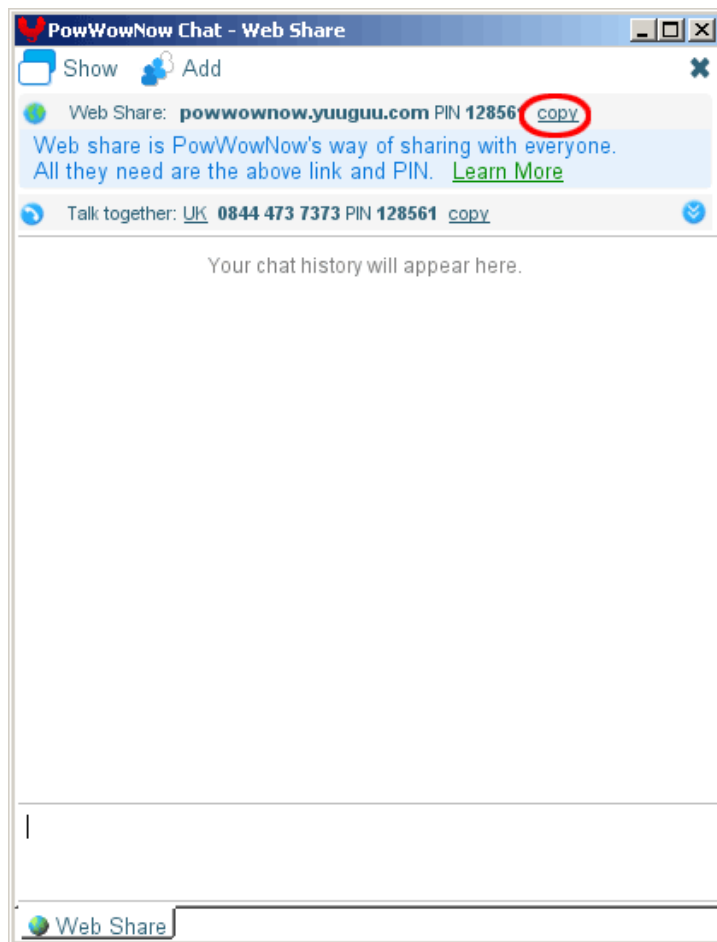 PowWowNow Chat - Web Share
Show Add
Web Share: powwownow.yuuguu.com PIN 128561 copy
Web share is PowWowNow's way of sharing with everyone.
All they need are the above link and PIN. Learn More
Talk together: UK 0844 473 7373 PIN 128561 copy
Your chat history will appear here.
Web Share